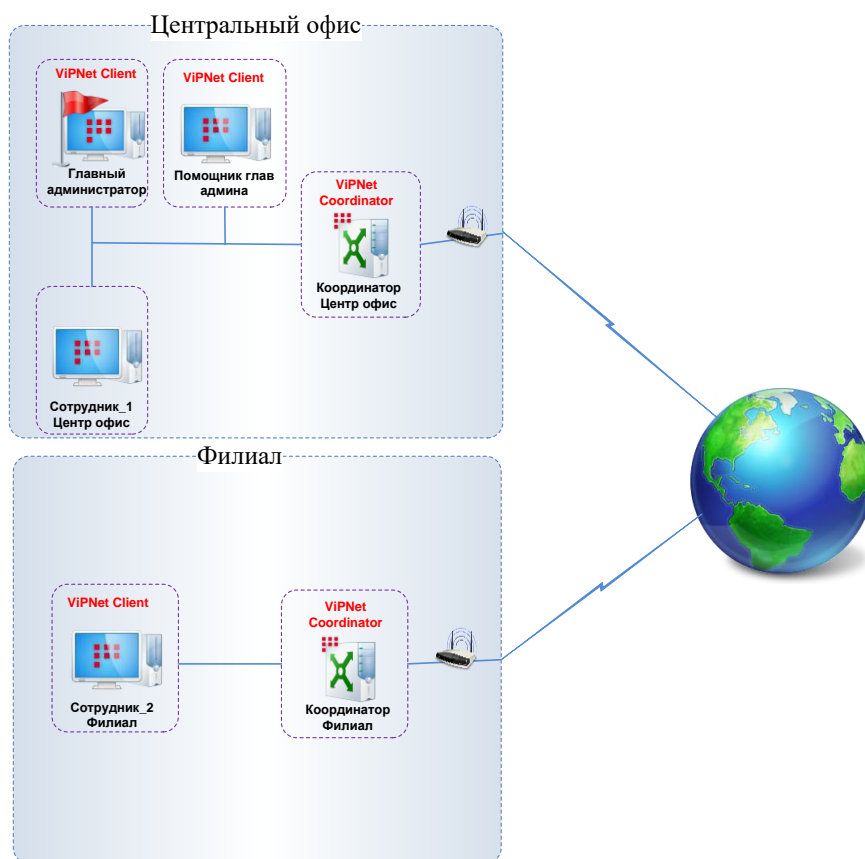 Центральный офис
ViPNet Client
Главный
администратор
ViPNet Client
Помощник глав
админа
ViPNet
Coordinator
Координатор
Центр офис
Сотрудник_1
Центр офис
Филиал
ViPNet Client
Сотрудник_2
Филиал
ViPNet
Coordinator
Координатор
Филиал